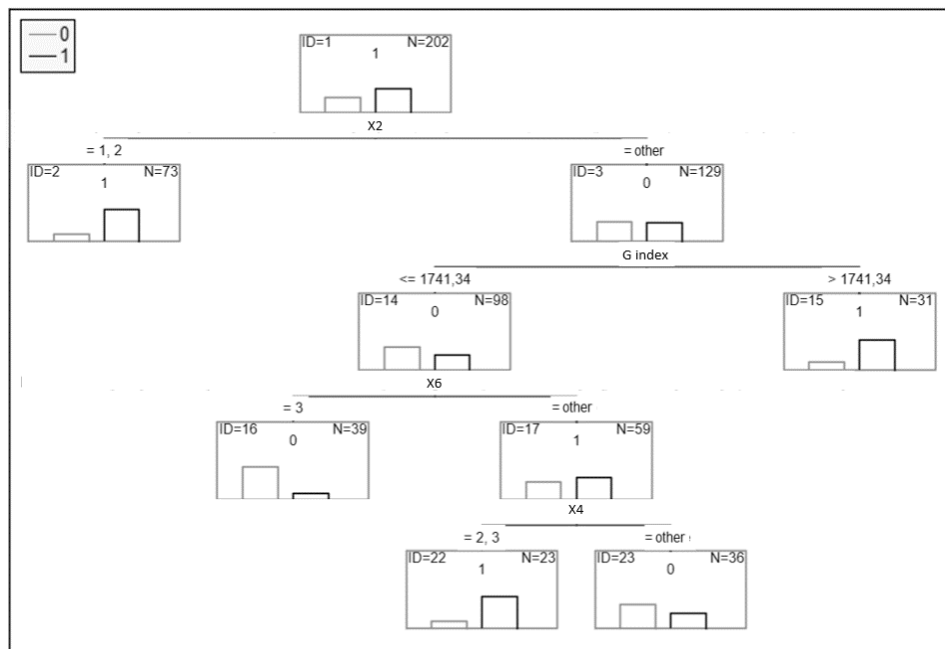 0
1
ID=1 N=202
1
X2
= 1, 2 = other
ID=2 N=73 ID=3 N=129
1 0
G index
<= 1741,34 > 1741,34
ID=14 N=98 ID=15 N=31
0 1
X6
= 3 = other
ID=16 N=39 ID=17 N=59
0 1
X4
= 2, 3 = other
ID=22 N=23 ID=23 N=36
1 0